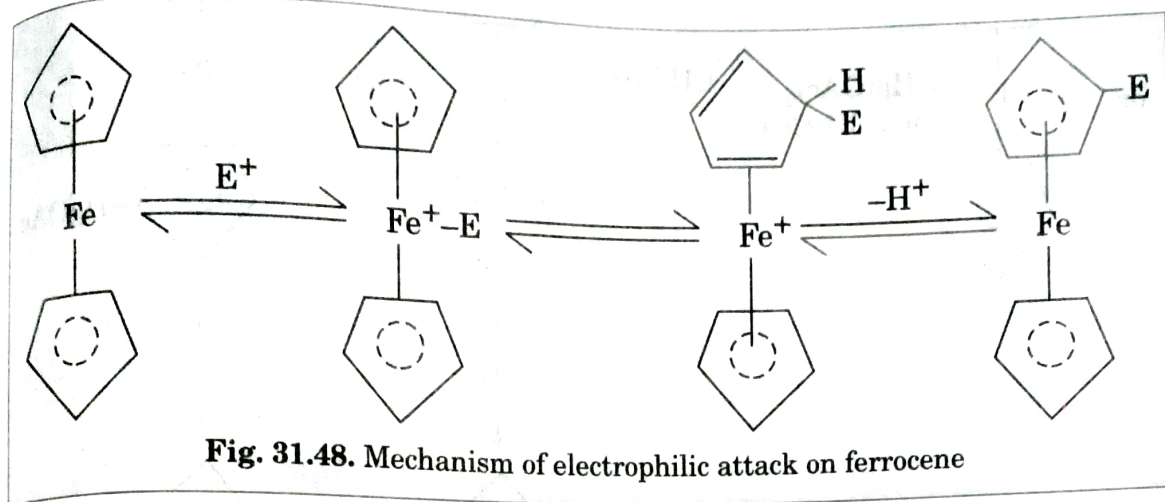 H
E
E
E+
–H+
Fe
Fe+–E
Fe+
Fe
Fig. 31.48. Mechanism of electrophilic attack on ferrocene